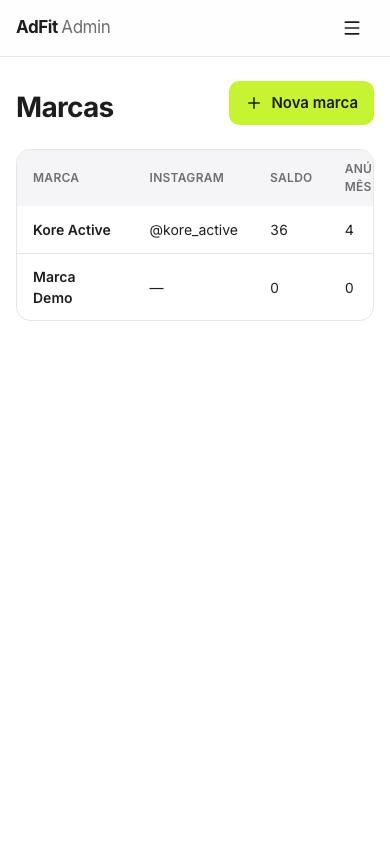 AdFit Admin
Marcas
Nova marca
MARCA INSTAGRAM SALDO ANÚ
MÊS
Kore Active @kore_active 36 4
Marca
Demo — 0 0